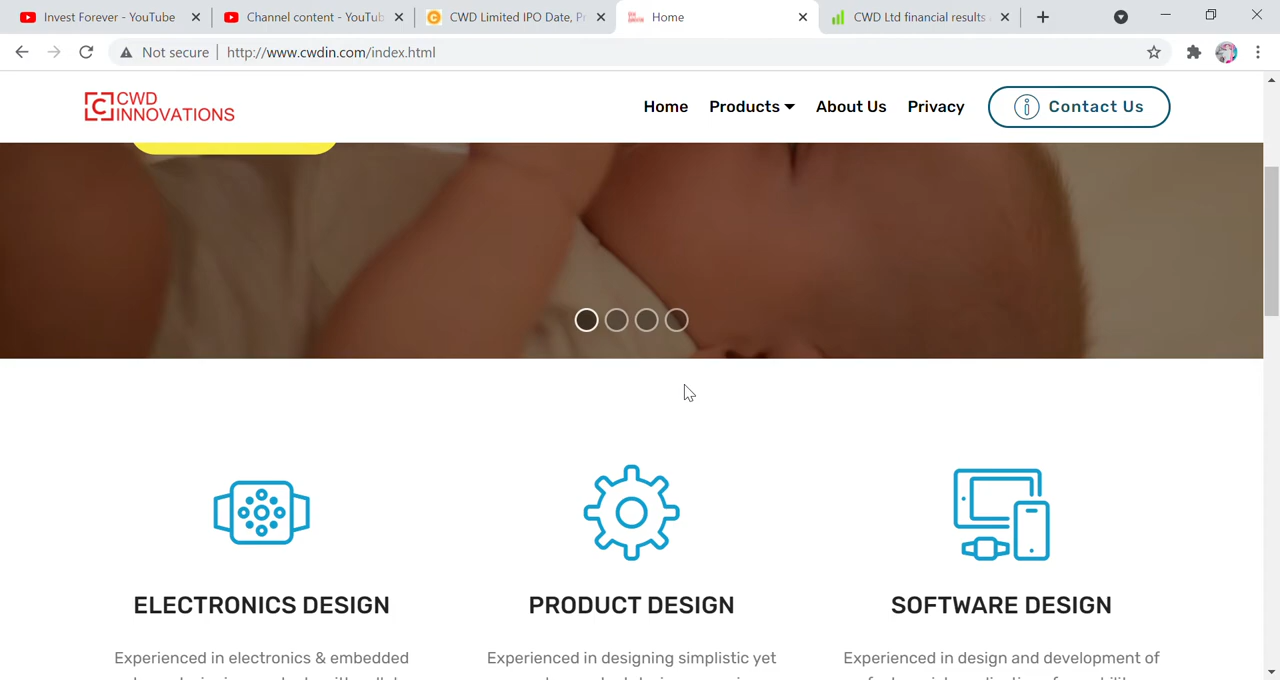 Invest Forever - YouTube
Channel content - YouTub
CWD Limited IPO Date, P
Home
CWD Ltd financial results
Not secure
http://www.cwdin.com/index.html
CWD
INNOVATIONS
Home
Products
About Us
Privacy
Contact Us
ELECTRONICS DESIGN
PRODUCT DESIGN
SOFTWARE DESIGN
Experienced in electronics & embedded
Experienced in designing simplistic yet
Experienced in design and development of